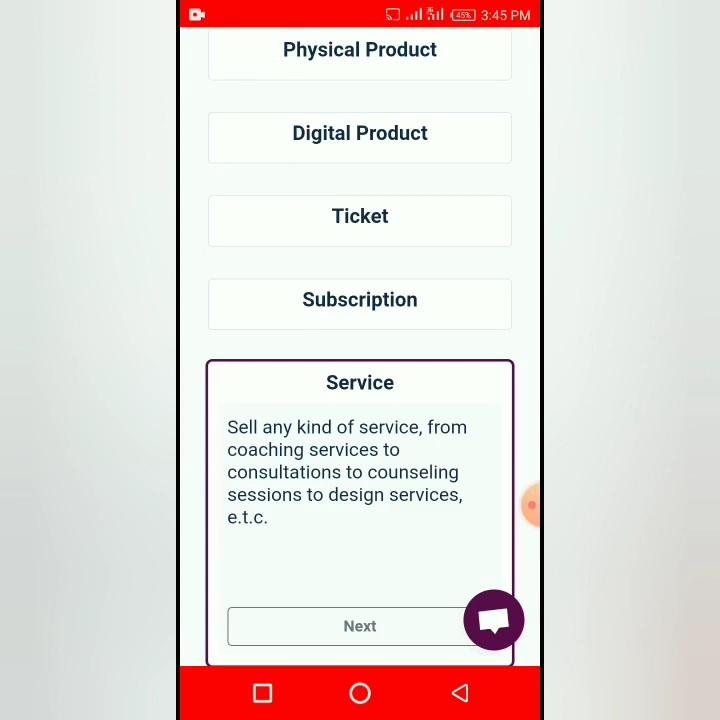 45% 3:45 PM
Physical Product
Digital Product
Ticket
Subscription
Service
Sell any kind of service, from
coaching services to
consultations to counseling
sessions to design services,
e.t.c.
Next